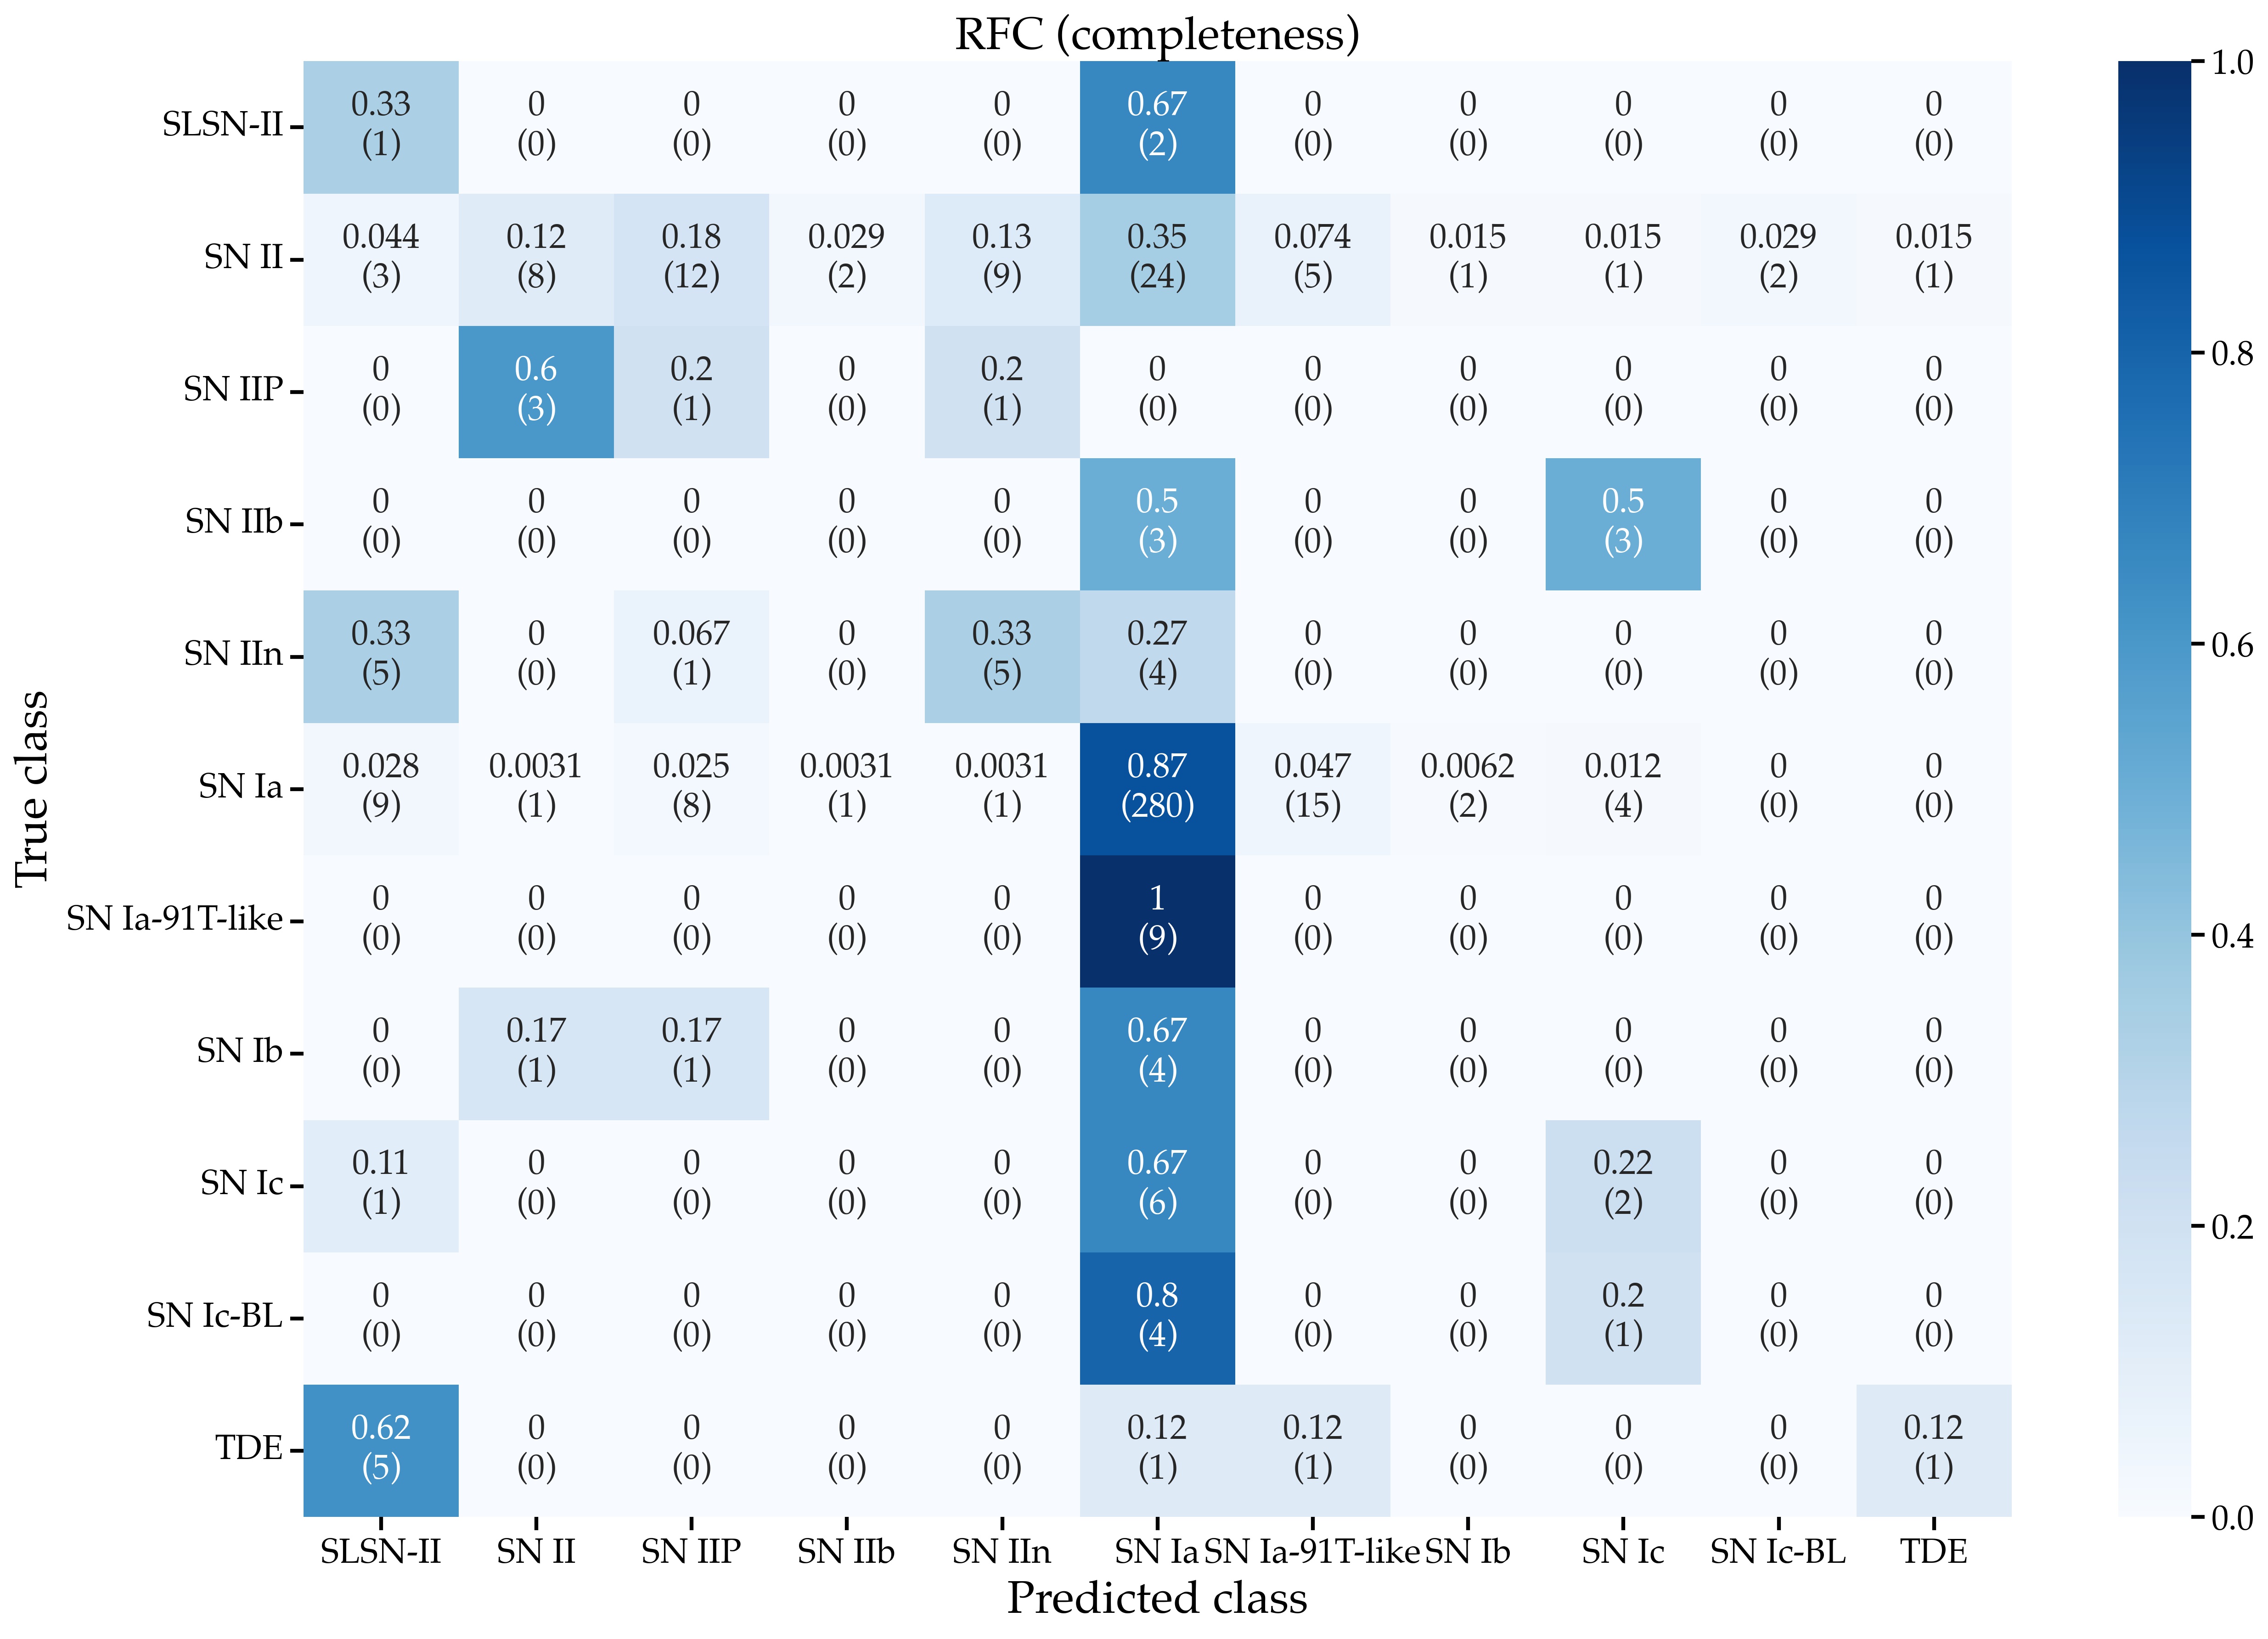 RFC (completeness)
True class
SLSN-II 0.33 0 0 0 0 0.67 0 0 0 0 0
(1) (0) (0) (0) (0) (2) (0) (0) (0) (0) (0)
SN II 0.044 0.12 0.18 0.029 0.13 0.35 0.074 0.015 0.015 0.029 0.015
(3) (8) (12) (2) (9) (24) (5) (1) (1) (2) (1)
SN IIP 0 0.6 0.2 0 0.2 0 0 0 0 0 0
(0) (3) (1) (0) (1) (0) (0) (0) (0) (0) (0)
SN IIb 0 0 0 0 0 0.5 0 0 0.5 0 0
(0) (0) (0) (0) (0) (3) (0) (0) (3) (0) (0)
SN IIn 0.33 0 0.067 0 0.33 0.27 0 0 0 0 0
(5) (0) (1) (0) (5) (4) (0) (0) (0) (0) (0)
SN Ia 0.028 0.0031 0.025 0.0031 0.0031 0.87 0.047 0.0062 0.012 0 0
(9) (1) (8) (1) (1) (280) (15) (2) (4) (0) (0)
SN Ia-91T-like 0 0 0 0 0 1 0 0 0 0 0
(0) (0) (0) (0) (0) (9) (0) (0) (0) (0) (0)
SN Ib 0 0.17 0.17 0 0 0.67 0 0 0 0 0
(0) (1) (1) (0) (0) (4) (0) (0) (0) (0) (0)
SN Ic 0.11 0 0 0 0 0.67 0 0 0.22 0 0
(1) (0) (0) (0) (0) (6) (0) (0) (2) (0) (0)
SN Ic-BL 0 0 0 0 0 0.8 0 0 0.2 0 0
(0) (0) (0) (0) (0) (4) (0) (0) (1) (0) (0)
TDE 0.62 0 0 0 0 0.12 0.12 0 0 0 0.12
(5) (0) (0) (0) (0) (1) (1) (0) (0) (0) (1)
SLSN-II SN II SN IIP SN IIb SN IIn SN Ia SN Ia-91T-like SN Ib SN Ic SN Ic-BL TDE
Predicted class
1.0
0.8
0.6
0.4
0.2
0.0